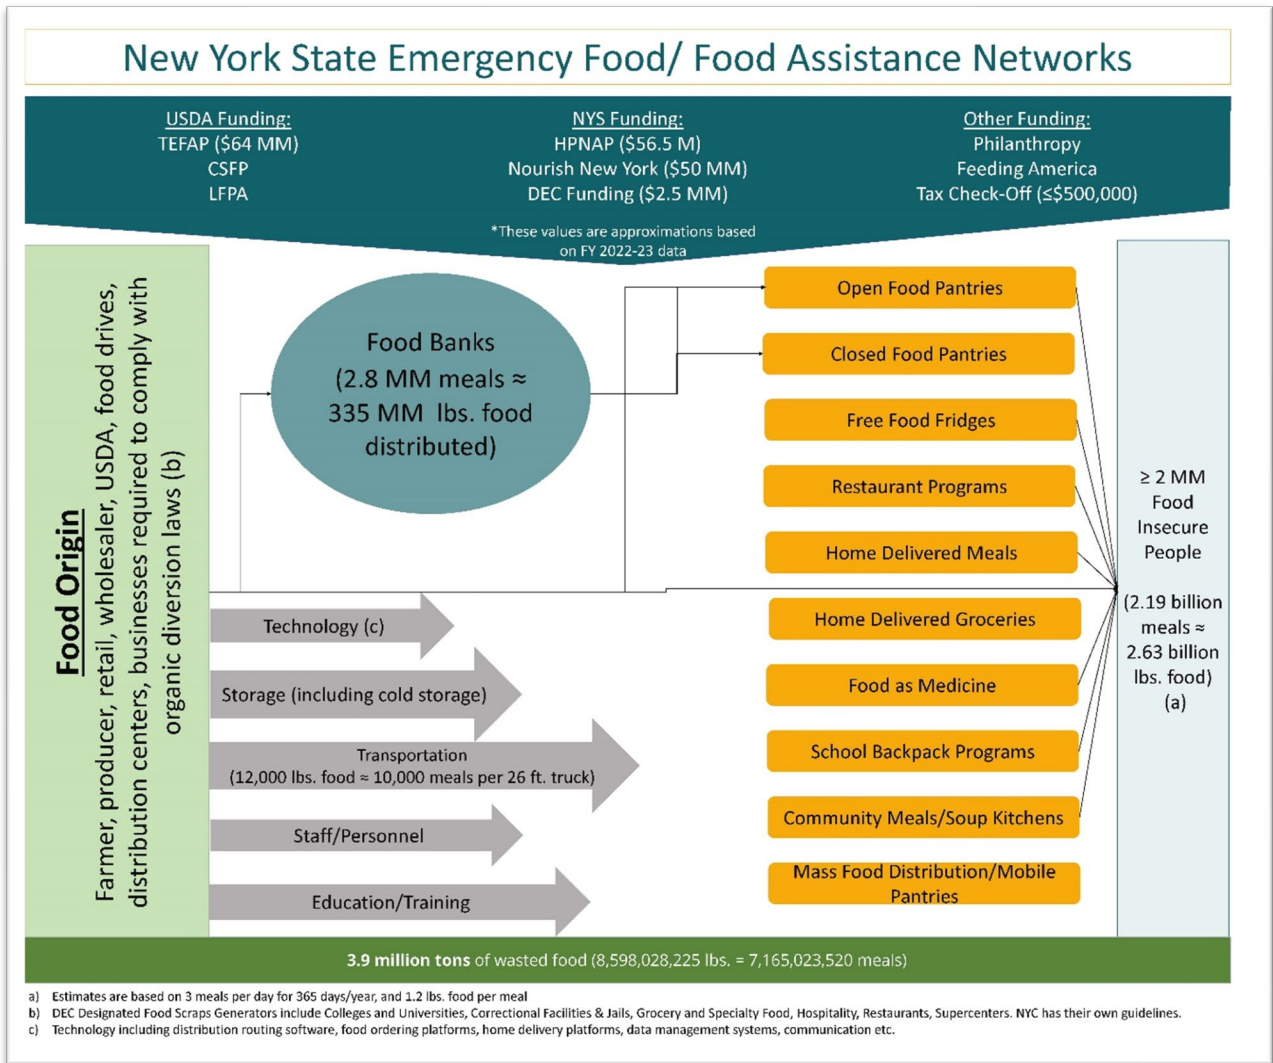 New York State Emergency Food/ Food Assistance Networks
USDA Funding:
TEFAP ($64 MM)
CSFP
LFPA
NYS Funding:
HPNAP ($56.5 M)
Nourish New York ($50 MM)
DEC Funding ($2.5 MM)
*These values are approximations based
on FY 2022-23 data
Other Funding:
Philanthropy
Feeding America
Tax Check-Off (≤$500,000)
Food Origin
Farmer, producer, retail, wholesaler, USDA, food drives,
distribution centers, businesses required to comply with
organic diversion laws (b)
Food Banks
(2.8 MM meals ≈
335 MM lbs. food
distributed)
Technology (c)
Storage (including cold storage)
Transportation
(12,000 lbs. food ≈ 10,000 meals per 26 ft. truck)
Staff/Personnel
Education/Training
Open Food Pantries
Closed Food Pantries
Free Food Fridges
Restaurant Programs
Home Delivered Meals
Home Delivered Groceries
Food as Medicine
School Backpack Programs
Community Meals/Soup Kitchens
Mass Food Distribution/Mobile
Pantries
≥ 2 MM
Food
Insecure
People
(2.19 billion
meals ≈
2.63 billion
lbs. food)
(a)
3.9 million tons of wasted food (8,598,028,225 lbs. = 7,165,023,520 meals)
a) Estimates are based on 3 meals per day for 365 days/year, and 1.2 lbs. food per meal
b) DEC Designated Food Scraps Generators include Colleges and Universities, Correctional Facilities & Jails, Grocery and Specialty Food, Hospitality, Restaurants, Supercenters. NYC has their own guidelines.
c) Technology including distribution routing software, food ordering platforms, home delivery platforms, data management systems, communication etc.